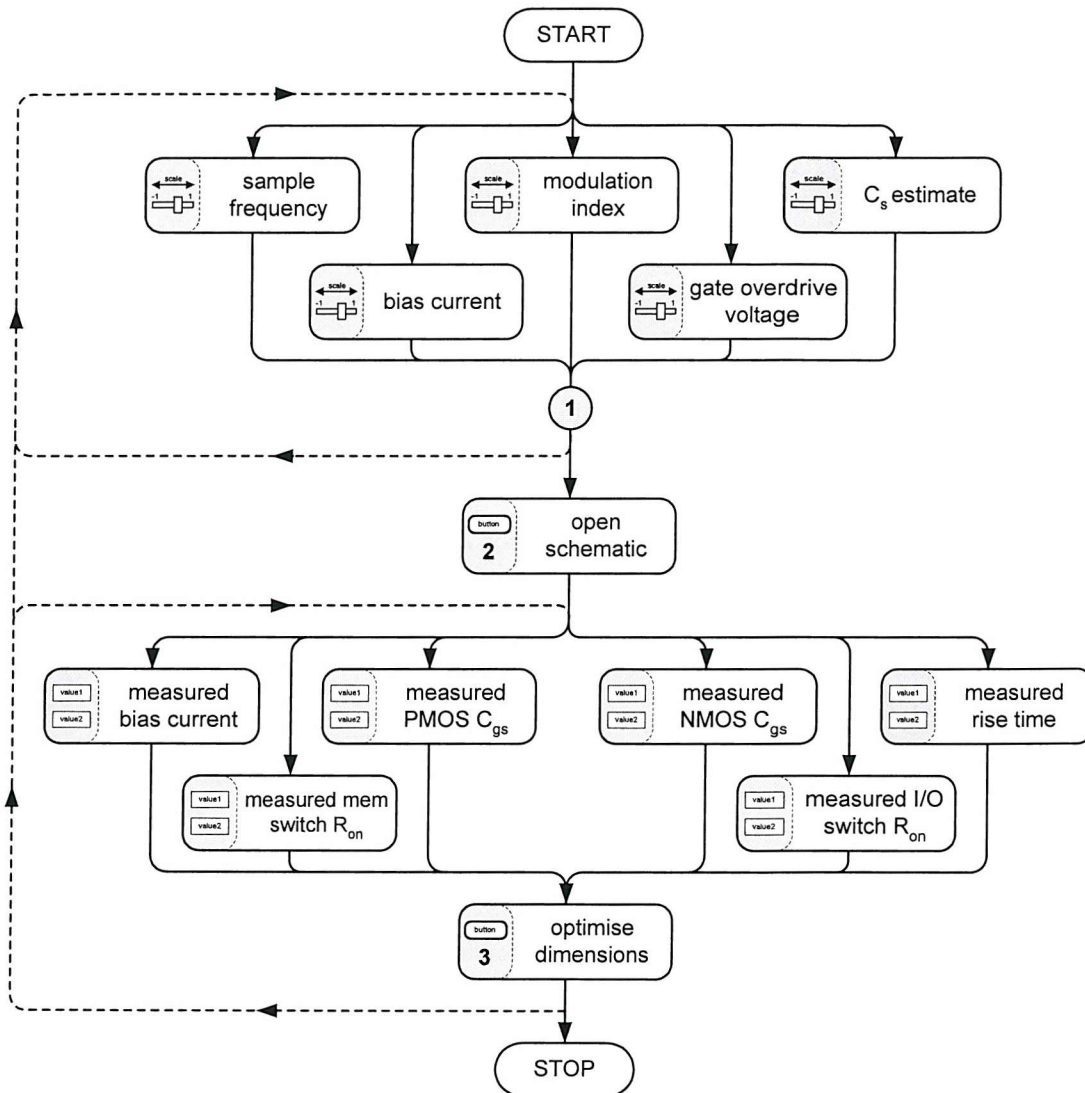 START
scale
-1 1
sample
frequency
scale
-1 1
modulation
index
scale
-1 1
Cs estimate
scale
-1 1
bias current
scale
-1 1
gate overdrive
voltage
1
button
2
open
schematic
value1
value2
measured
bias current
value1
value2
measured
PMOS Cgs
value1
value2
measured
NMOS Cgs
value1
value2
measured
rise time
value1
value2
measured mem
switch Ron
value1
value2
measured I/O
switch Ron
button
3
optimise
dimensions
STOP